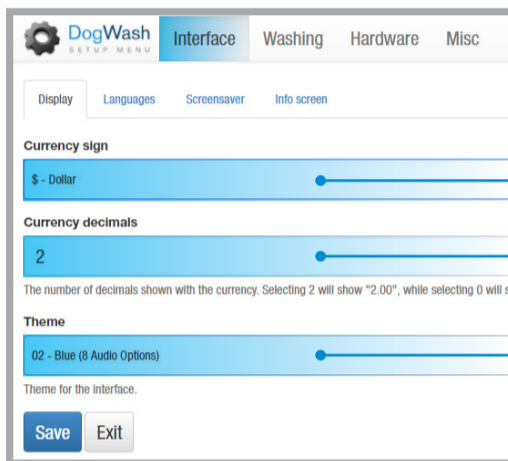 DogWash
SETUP MENU
Interface Washing Hardware Misc
Display Languages Screensaver Info screen
Currency sign
$ - Dollar
Currency decimals
2
The number of decimals shown with the currency. Selecting 2 will show "2.00", while selecting 0 will s
Theme
02 - Blue (8 Audio Options)
Theme for the interface.
Save Exit